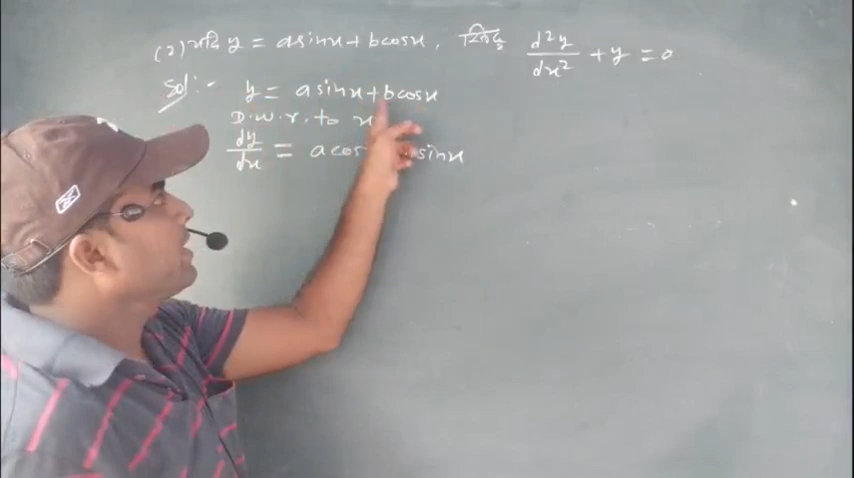 (2) यदि y = asinx + bcosx, सिद्ध d²y/dx² + y = 0
Sol:- y = asinx + bcosx
D.w.r. to x
dy/dx = acos sinx